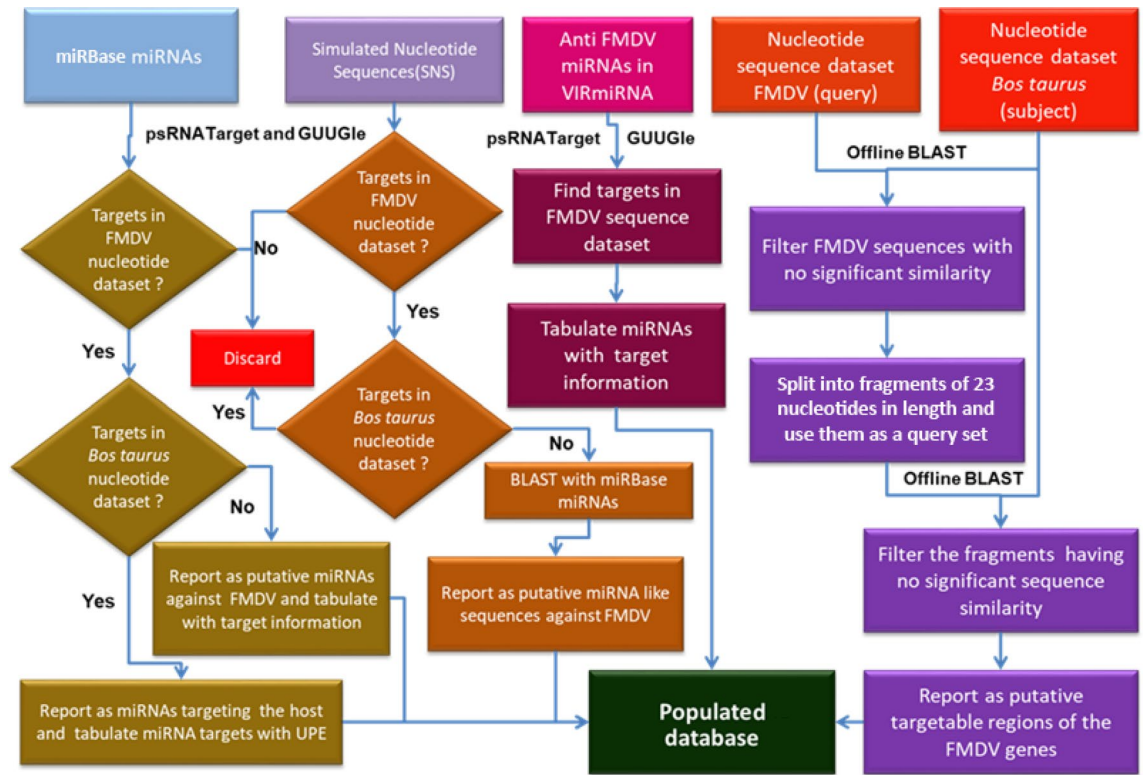 miRBase miRNAs
Simulated Nucleotide
Sequences(SNS)
Anti FMDV
miRNAs in
VIRmiRNA
Nucleotide
sequence dataset
FMDV (query)
Nucleotide
sequence dataset
Bos taurus
(subject)
psRNATarget and GUUGle
psRNATarget
GUUGle
Offline BLAST
Targets in
FMDV
nucleotide
dataset ?
Targets in
FMDV
nucleotide
dataset ?
Find targets in
FMDV sequence
dataset
No
Filter FMDV sequences with
no significant similarity
Yes
Yes
Discard
Tabulate miRNAs
with target
information
Split into fragments of 23
nucleotides in length and
use them as a query set
Targets in
Bos taurus
nucleotide
dataset ?
Yes
Targets in
Bos taurus
nucleotide
dataset ?
No
No
BLAST with miRBase
miRNAs
Offline BLAST
Yes
Report as putative miRNAs
against FMDV and tabulate
with target information
Report as putative miRNA like
sequences against FMDV
Filter the fragments having
no significant sequence
similarity
Report as miRNAs targeting the host
and tabulate miRNA targets with UPE
Populated
database
Report as putative
targetable regions of the
FMDV genes